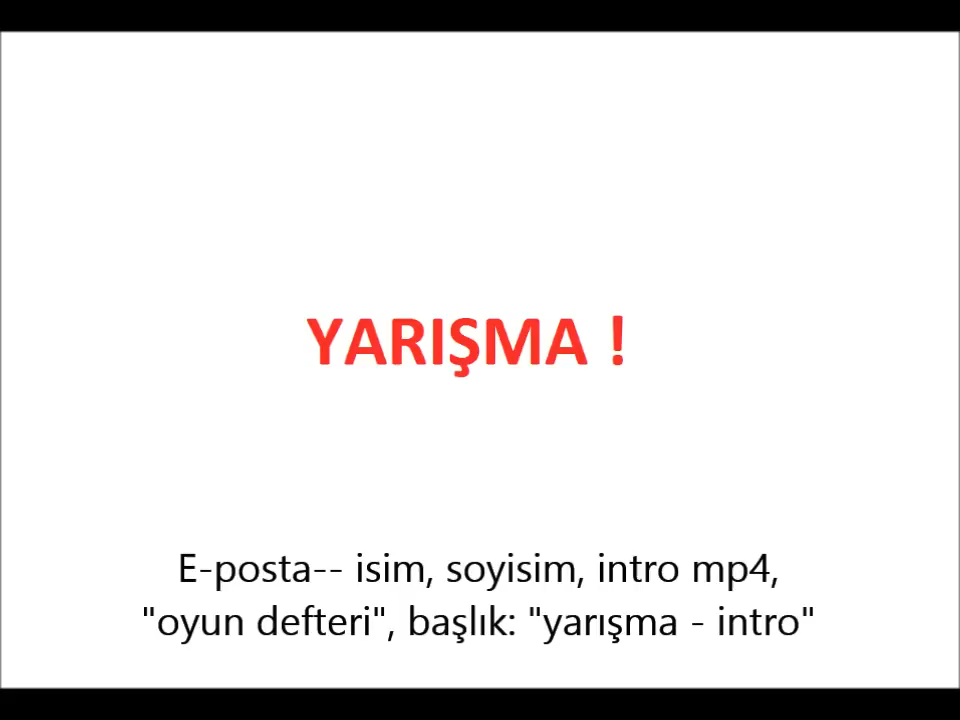 YARIŞMA !
E-posta-- isim, soyisim, intro mp4,
"oyun defteri", başlık: "yarışma - intro"